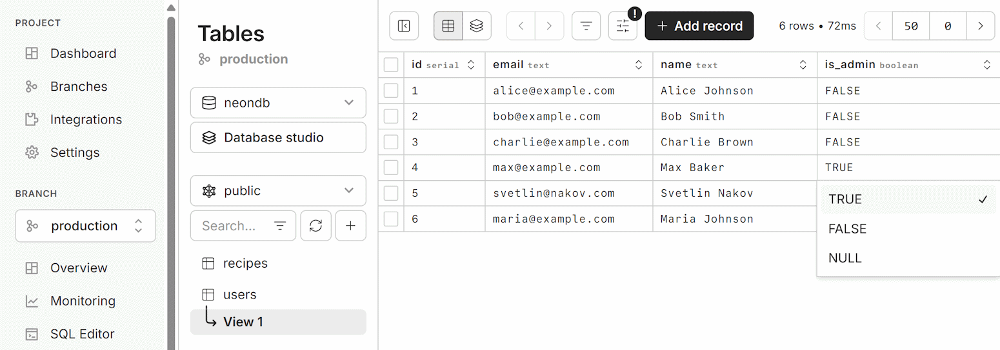 PROJECT
Dashboard
Branches
Integrations
Settings
BRANCH
production
Overview
Monitoring
SQL Editor
Tables
production
neondb
Database studio
public
Search...
recipes
users
View 1
! + Add record 6 rows • 72ms 50 0
id serial email text name text is_admin boolean
1 alice@example.com Alice Johnson FALSE
2 bob@example.com Bob Smith FALSE
3 charlie@example.com Charlie Brown FALSE
4 max@example.com Max Baker TRUE
5 svetlin@nakov.com Svetlin Nakov
6 maria@example.com Maria Johnson
TRUE
FALSE
NULL